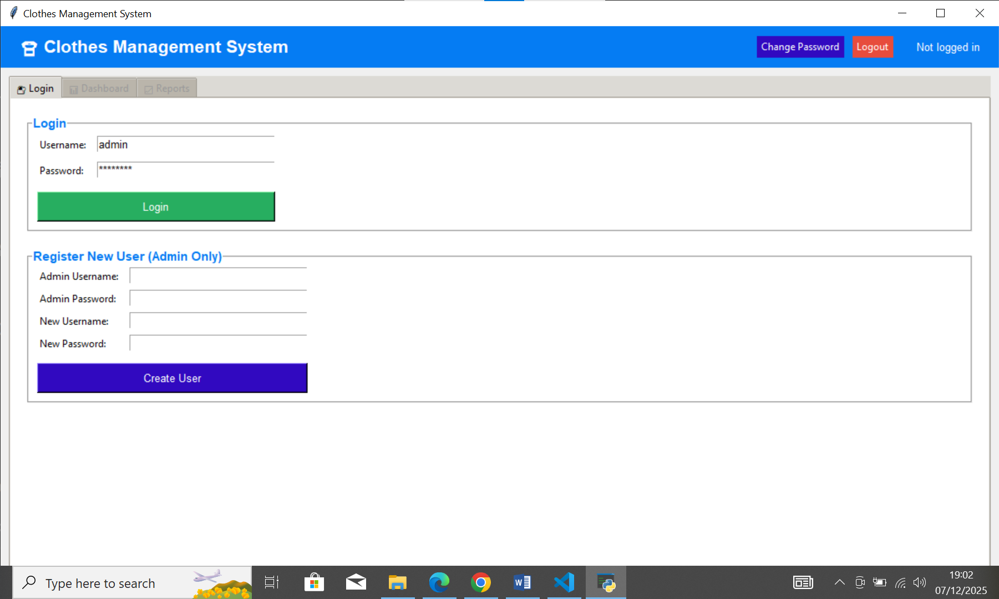 Clothes Management System
Clothes Management System
Change Password
Logout
Not logged in
Login
Dashboard
Reports
Login
Username: admin
Password: ********
Login
Register New User (Admin Only)
Admin Username:
Admin Password:
New Username:
New Password:
Create User
Type here to search
19:02
07/12/2025